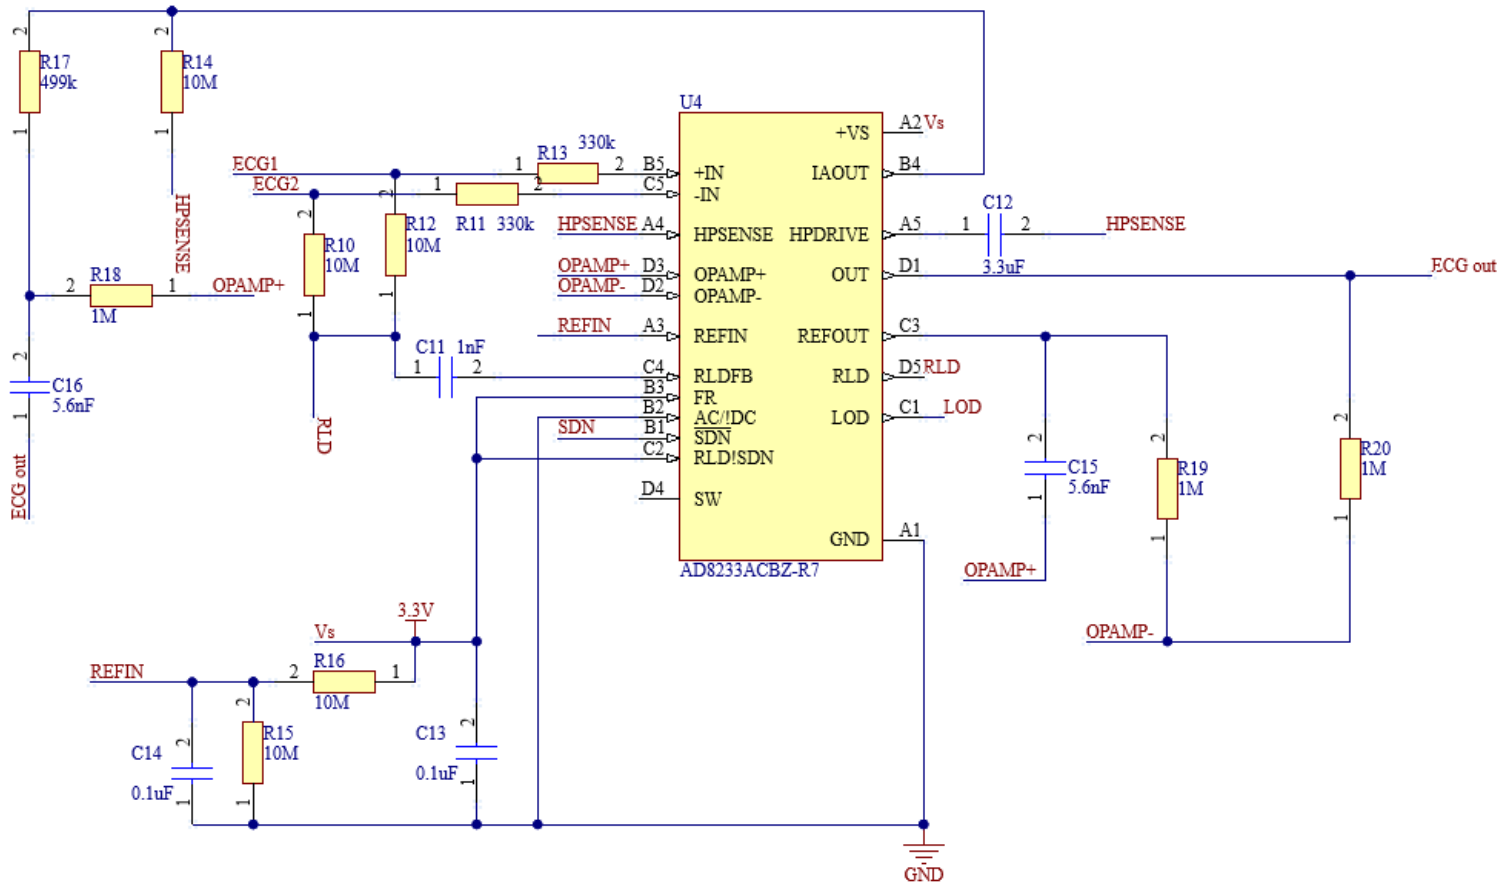 2
2
R17
499k
R14
10M
1
1
HPSENSE
U4
+VS
A2
Vs
330k
ECG1
1
R13
2
B5
+IN
IAOUT
B4
ECG2
1
2
C5
-IN
2
2
R11
330k
R12
10M
R10
10M
1
1
HPSENSE
A4
HPSENSE
HPDRIVE
A5
1
C12
2
HPSENSE
3.3uF
OPAMP+
D3
OPAMP+
OUT
D1
ECG out
OPAMP-
D2
OPAMP-
2
R18
1
OPAMP+
1M
REFIN
A3
REFIN
REFOUT
C3
C11
1nF
1
2
C4
RLDFB
RLD
D5
RLD
B3
FR
B2
AC/!DC
LOD
C1
LOD
SDN
B1
SDN
C2
RLD!SDN
D4
SW
RLD
2
C16
5.6nF
1
ECG out
2
C15
5.6nF
1
OPAMP+
2
R19
1M
1
2
R20
1M
1
OPAMP-
GND
A1
AD8233ACBZ-R7
3.3V
Vs
REFIN
2
R16
1
10M
2
R15
10M
1
C14
2
0.1uF
1
C13
2
0.1uF
1
GND